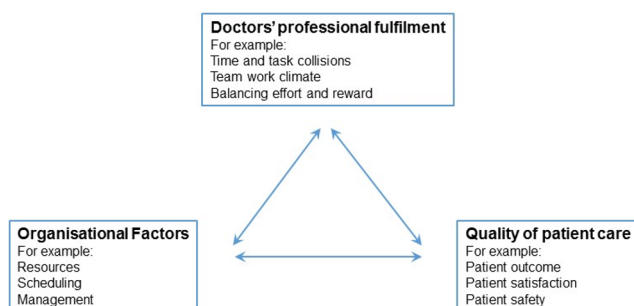 Doctors' professional fulfilment
For example:
Time and task collisions
Team work climate
Balancing effort and reward
Organisational Factors
For example:
Resources
Scheduling
Management
Quality of patient care
For example:
Patient outcome
Patient satisfaction
Patient safety